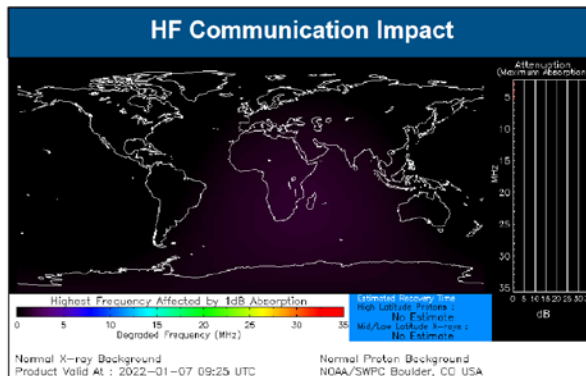 HF Communication Impact
Attenuation
(Maximum Absorption)
5
10
15
20
25
30
35
MHz
0 5 10 15 20 25 30
dB
Highest Frequency Affected by 1dB Absorption
0 5 10 15 20 25 30 35
Degraded Frequency (MHz)
Estimated Recovery Time
High Latitude Protons :
No Estimate
Mid/Low Latitude X-rays :
No Estimate
Normal X-ray Background
Product Valid At : 2022-01-07 09:25 UTC
Normal Proton Background
NOAA/SWPC Boulder, CO USA